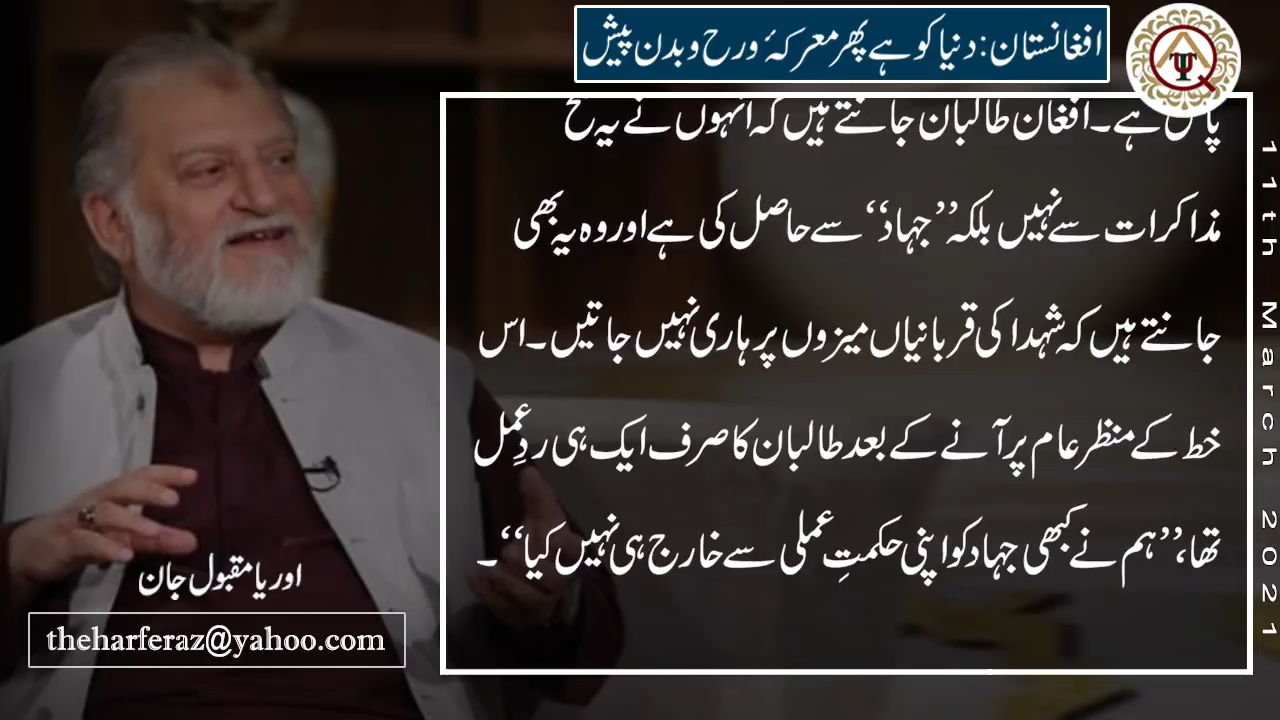 افغانستان: دنیا کو ہے پھر معرکۂ ورح و بدن پیش
پاس ہے۔ افغان طالبان جانتے ہیں کہ انہوں نے یہ
مذاکرات سے نہیں بلکہ ’’جہاد‘‘ سے حاصل کی ہے اور وہ یہ بھی
جانتے ہیں کہ شہدا کی قربانیاں میزوں پر ہاری نہیں جاتیں۔ اس
خط کے منظر عام پر آنے کے بعد طالبان کا صرف ایک ہی ردِعمل
تھا، ’’ہم نے کبھی جہاد کو اپنی حکمتِ عملی سے خارج ہی نہیں کیا‘‘۔
اوریا مقبول جان
theharferaz@yahoo.com
11th March 2021